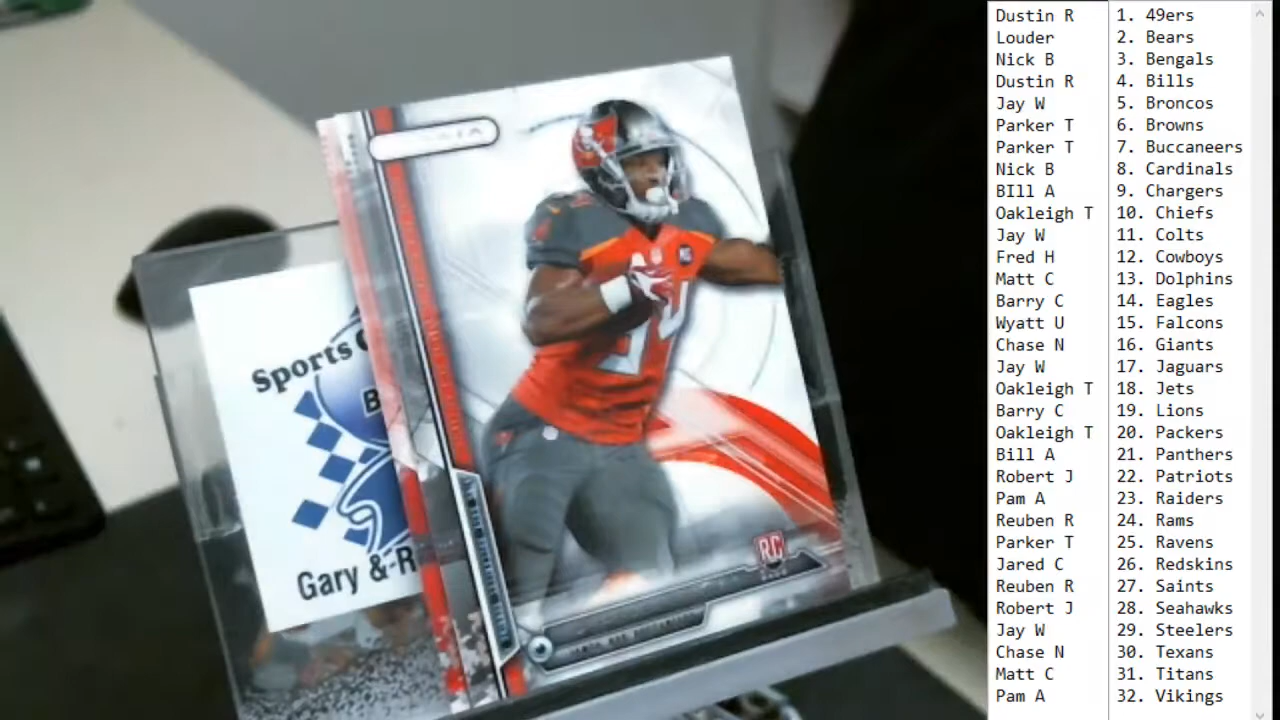 Sports
B
Gary & R
34
RC
Dustin R 1. 49ers
Louder 2. Bears
Nick B 3. Bengals
Dustin R 4. Bills
Jay W 5. Broncos
Parker T 6. Browns
Parker T 7. Buccaneers
Nick B 8. Cardinals
BIll A 9. Chargers
Oakleigh T 10. Chiefs
Jay W 11. Colts
Fred H 12. Cowboys
Matt C 13. Dolphins
Barry C 14. Eagles
Wyatt U 15. Falcons
Chase N 16. Giants
Jay W 17. Jaguars
Oakleigh T 18. Jets
Barry C 19. Lions
Oakleigh T 20. Packers
Bill A 21. Panthers
Robert J 22. Patriots
Pam A 23. Raiders
Reuben R 24. Rams
Parker T 25. Ravens
Jared C 26. Redskins
Reuben R 27. Saints
Robert J 28. Seahawks
Jay W 29. Steelers
Chase N 30. Texans
Matt C 31. Titans
Pam A 32. Vikings